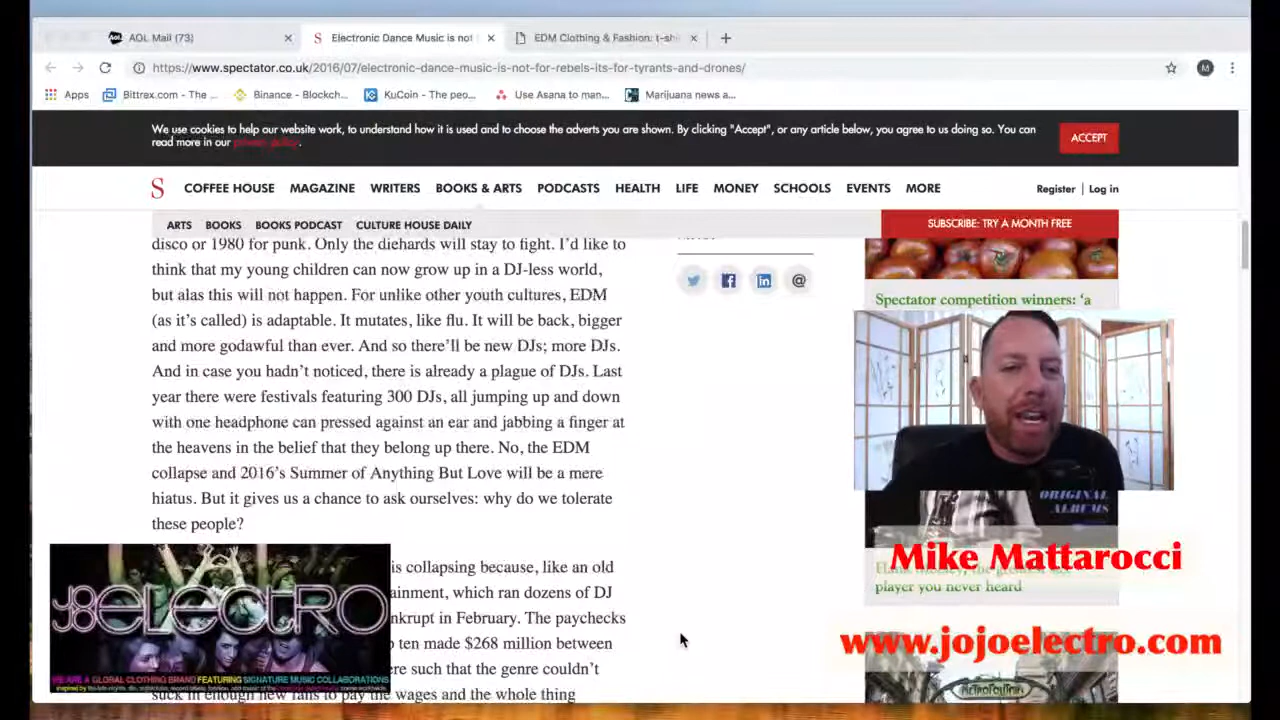 AOL Mail (73)
Electronic Dance Music is not
EDM Clothing & Fashion: t-sh
https://www.spectator.co.uk/2016/07/electronic-dance-music-is-not-for-rebels-its-for-tyrants-and-drones/
M
Apps
Bittrex.com - The ...
Binance - Blockch...
KuCoin - The peo...
Use Asana to man...
Marijuana news a...
We use cookies to help our website work, to understand how it is used and to choose the adverts you are shown. By clicking "Accept", or any article below, you agree to us doing so. You can
read more in our privacy policy.
ACCEPT
S
COFFEE HOUSE
MAGAZINE
WRITERS
BOOKS & ARTS
PODCASTS
HEALTH
LIFE
MONEY
SCHOOLS
EVENTS
MORE
Register | Log in
ARTS
BOOKS
BOOKS PODCAST
CULTURE HOUSE DAILY
SUBSCRIBE: TRY A MONTH FREE
disco or 1980 for punk. Only the diehards will stay to fight. I'd like to
think that my young children can now grow up in a DJ-less world,
but alas this will not happen. For unlike other youth cultures, EDM
(as it's called) is adaptable. It mutates, like flu. It will be back, bigger
and more godawful than ever. And so there'll be new DJs; more DJs.
And in case you hadn't noticed, there is already a plague of DJs. Last
year there were festivals featuring 300 DJs, all jumping up and down
with one headphone can pressed against an ear and jabbing a finger at
the heavens in the belief that they belong up there. No, the EDM
collapse and 2016's Summer of Anything But Love will be a mere
hiatus. But it gives us a chance to ask ourselves: why do we tolerate
these people?
is collapsing because, like an old
ainment, which ran dozens of DJ
nkrupt in February. The paychecks
ten made $268 million between
re such that the genre couldn't
suck in enough new fans to pay the wages and the whole thing
Spectator competition winners: 'a
ORIGINAL
ALBUMS
Mike Mattarocci
player you never heard
www.jojoelectro.com
METROPOLITAIN
ELECTRO
WE ARE A GLOBAL CLOTHING BRAND FEATURING SIGNATURE MUSIC COLLABORATIONS